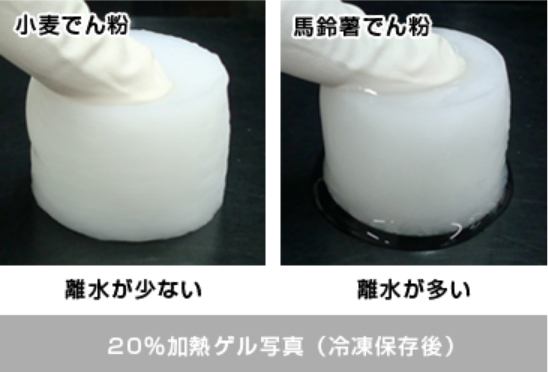 小麦でん粉
馬鈴薯でん粉
離水が少ない
離水が多い
20%加熱ゲル写真（冷凍保存後）